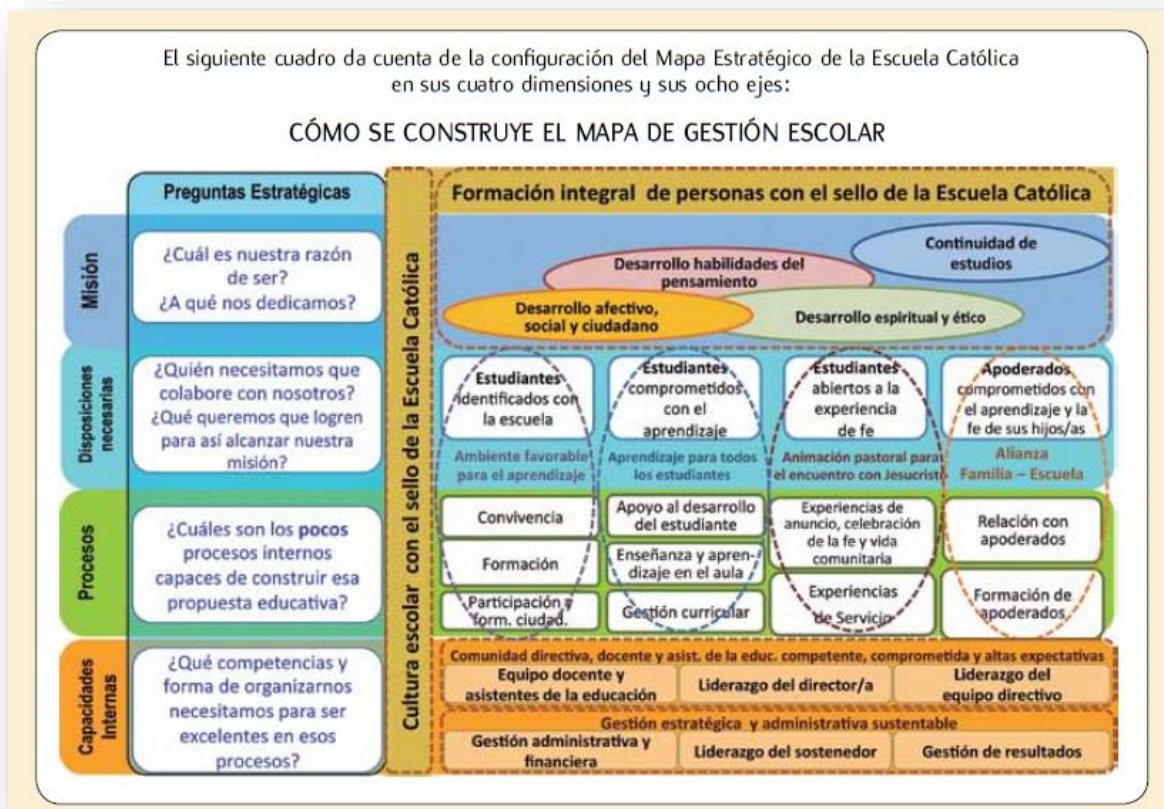 El siguiente cuadro da cuenta de la configuración del Mapa Estratégico de la Escuela Católica
en sus cuatro dimensiones y sus ocho ejes:
CÓMO SE CONSTRUYE EL MAPA DE GESTIÓN ESCOLAR
Preguntas Estratégicas
Cultura escolar con el sello de la Escuela Católica
Formación integral de personas con el sello de la Escuela Católica
Misión
¿Cuál es nuestra razón
de ser?
¿A qué nos dedicamos?
Continuidad de
estudios
Desarrollo habilidades del
pensamiento
Desarrollo afectivo,
social y ciudadano
Desarrollo espiritual y ético
Disposiciones
necesarias
¿Quién necesitamos que
colabore con nosotros?
¿Qué queremos que logren
para así alcanzar nuestra
misión?
Estudiantes
identificados con
la escuela
Estudiantes
comprometidos
con el
aprendizaje
Estudiantes
abiertos a la
experiencia
de fe
Apoderados
comprometidos con
el aprendizaje y la
fe de sus hijos/as
Ambiente favorable
para el aprendizaje
Aprendizaje para todos
los estudiantes
Animación pastoral para
el encuentro con Jesucristo
Alianza
Familia – Escuela
Procesos
¿Cuáles son los pocos
procesos internos
capaces de construir esa
propuesta educativa?
Convivencia
Formación
Participación y
form. ciudad.
Apoyo al desarrollo
del estudiante
Enseñanza y apren-
dizaje en el aula
Gestión curricular
Experiencias de
anuncio, celebración
de la fe y vida
comunitaria
Experiencias
de Servicio
Relación con
apoderados
Formación de
apoderados
Capacidades
Internas
¿Qué competencias y
forma de organizarnos
necesitamos para ser
excelentes en esos
procesos?
Comunidad directiva, docente y asist. de la educ. competente, comprometida y altas expectativas
Equipo docente y
asistentes de la educación
Liderazgo del director/a
Liderazgo del
equipo directivo
Gestión estratégica y administrativa sustentable
Gestión administrativa y
financiera
Liderazgo del sostenedor
Gestión de resultados